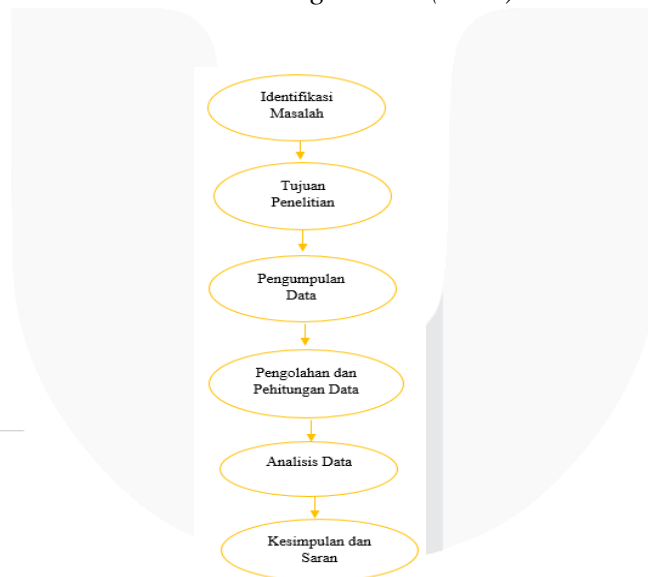 Identifikasi
Masalah
Tujuan
Penelitian
Pengumpulan
Data
Pengolahan dan
Pehitungan Data
Analisis Data
Kesimpulan dan
Saran